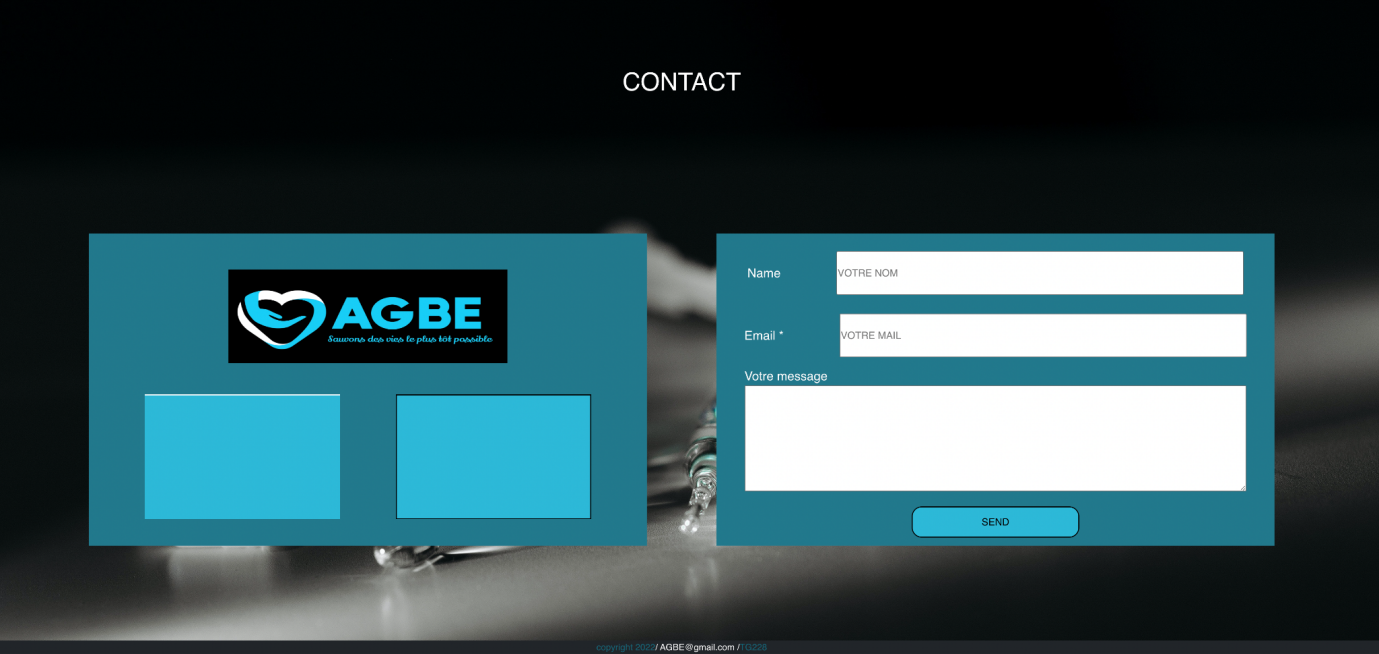 CONTACT
AGBE
Sauvons des vies le plus tôt possible
Name
VOTRE NOM
Email *
VOTRE MAIL
Votre message
SEND
copyright 2022/ AGBE@gmail.com /TG228